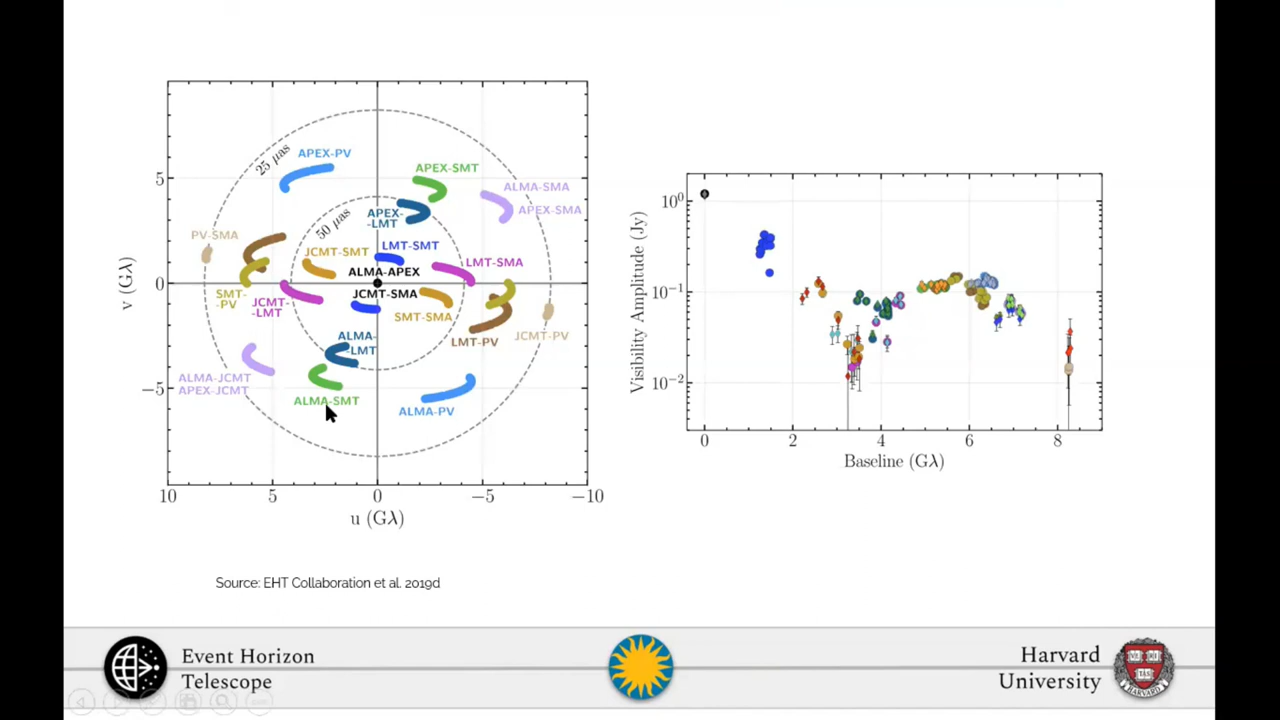 APEX-PV
25 μas
APEX-SMT
ALMA-SMA
APEX-SMA
50 μas
APEX-
-LMT
PV-SMA
JCMT-SMT
LMT-SMT
LMT-SMA
ALMA-APEX
JCMT-SMA
SMT-
PV
JCMT-
-LMT
SMT-SMA
ALMA-
-LMT
LMT-PV
JCMT-PV
ALMA-JCMT
APEX-JCMT
ALMA-SMT
ALMA-PV
5
0
−5
v (Gλ)
10
5
0
−5
−10
u (Gλ)
10⁰
10⁻¹
10⁻²
Visibility Amplitude (Jy)
0
2
4
6
8
Baseline (Gλ)
Source: EHT Collaboration et al. 2019d
Event Horizon
Telescope
Harvard
University